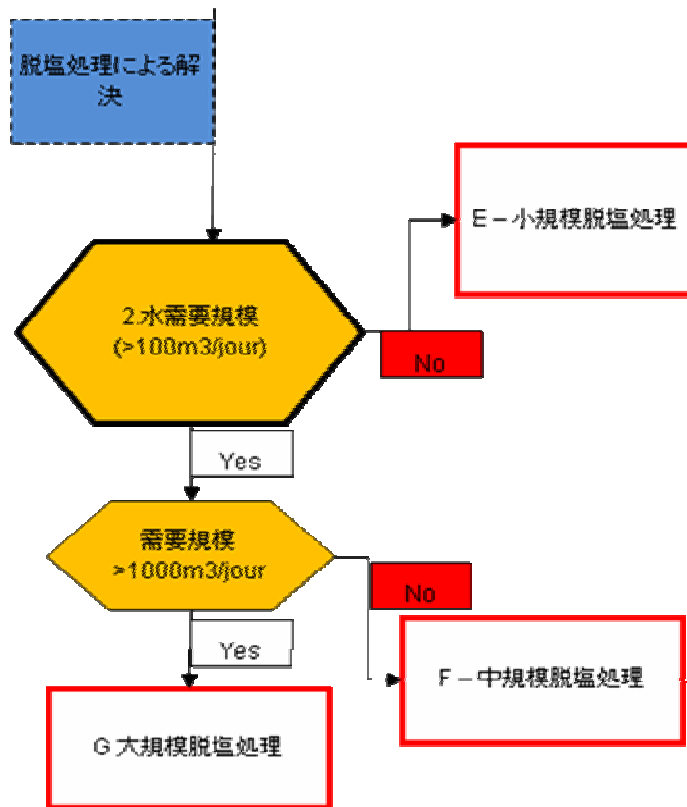 脱塩処理による解
決
E – 小規模脱塩処理
2.水需要規模
(>100m3/jour)
No
Yes
需要規模
>1000m3/jour
No
Yes
F – 中規模脱塩処理
G 大規模脱塩処理